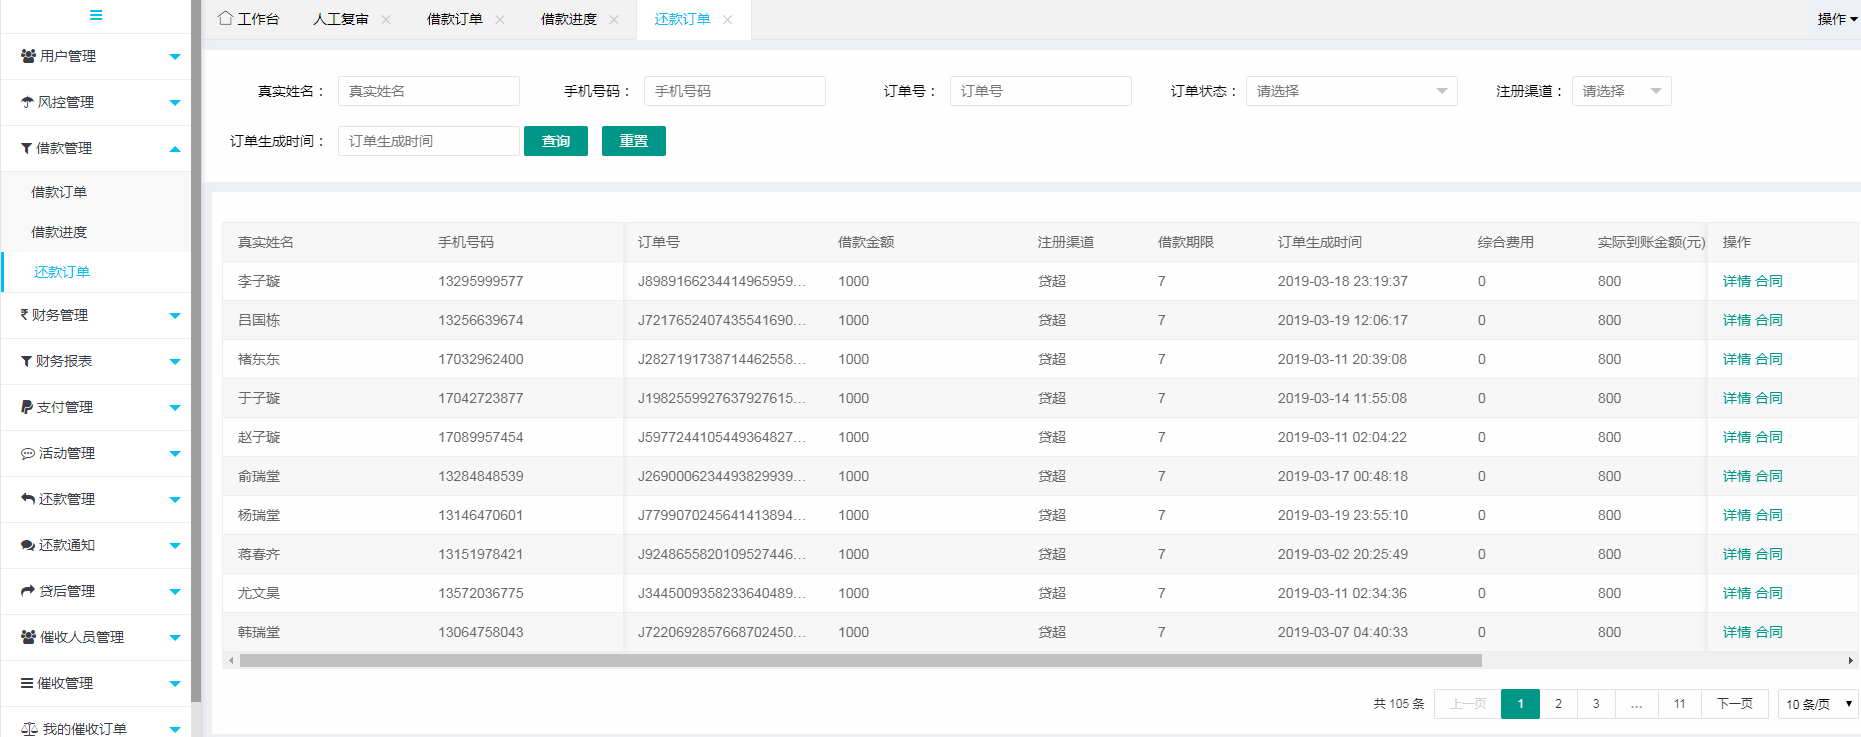 工作台 人工复审 借款订单 借款进度 还款订单 操作
用户管理
风控管理
借款管理
借款订单
借款进度
还款订单
财务管理
财务报表
支付管理
活动管理
还款管理
还款通知
贷后管理
催收人员管理
催收管理
我的催收订单
真实姓名： 真实姓名 手机号码： 手机号码 订单号： 订单号 订单状态： 请选择 注册渠道： 请选择
订单生成时间： 订单生成时间 查询 重置
真实姓名 手机号码 订单号 借款金额 注册渠道 借款期限 订单生成时间 综合费用 实际到账金额(元) 操作
李子璇 13295999577 J8989166234414965959... 1000 贷超 7 2019-03-18 23:19:37 0 800 详情 合同
吕国栋 13256639674 J7217652407435541690... 1000 贷超 7 2019-03-19 12:06:17 0 800 详情 合同
褚东东 17032962400 J2827191738714462558... 1000 贷超 7 2019-03-11 20:39:08 0 800 详情 合同
于子璇 17042723877 J1982559927637927615... 1000 贷超 7 2019-03-14 11:55:08 0 800 详情 合同
赵子璇 17089957454 J5977244105449364827... 1000 贷超 7 2019-03-11 02:04:22 0 800 详情 合同
俞瑞堂 13284848539 J2690006234493829939... 1000 贷超 7 2019-03-17 00:48:18 0 800 详情 合同
杨瑞堂 13146470601 J7799070245641413894... 1000 贷超 7 2019-03-19 23:55:10 0 800 详情 合同
蒋春齐 13151978421 J9248655820109527446... 1000 贷超 7 2019-03-02 20:25:49 0 800 详情 合同
尤文昊 13572036775 J3445009358233640489... 1000 贷超 7 2019-03-11 02:34:36 0 800 详情 合同
韩瑞堂 13064758043 J7220692857668702450... 1000 贷超 7 2019-03-07 04:40:33 0 800 详情 合同
共 105 条 上一页 1 2 3 ... 11 下一页 10 条/页